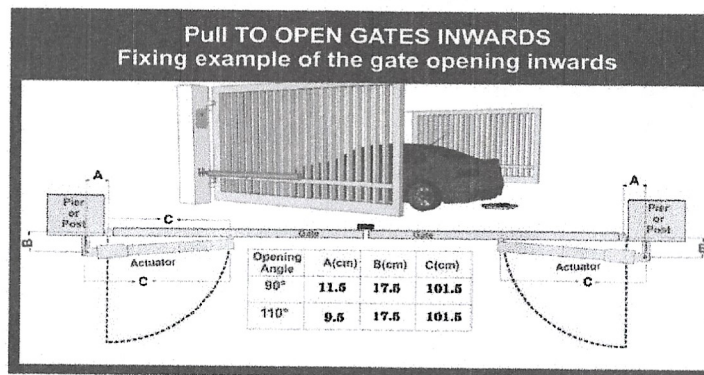 Pull TO OPEN GATES INWARDS
Fixing example of the gate opening inwards
A
A
Pier
or
Post
Pier
or
Post
C
Gate
Gate
B
B
Actuator
Actuator
C
C
Opening
Angle A(cm) B(cm) C(cm)
90° 11.5 17.5 101.5
110° 9.5 17.5 101.5